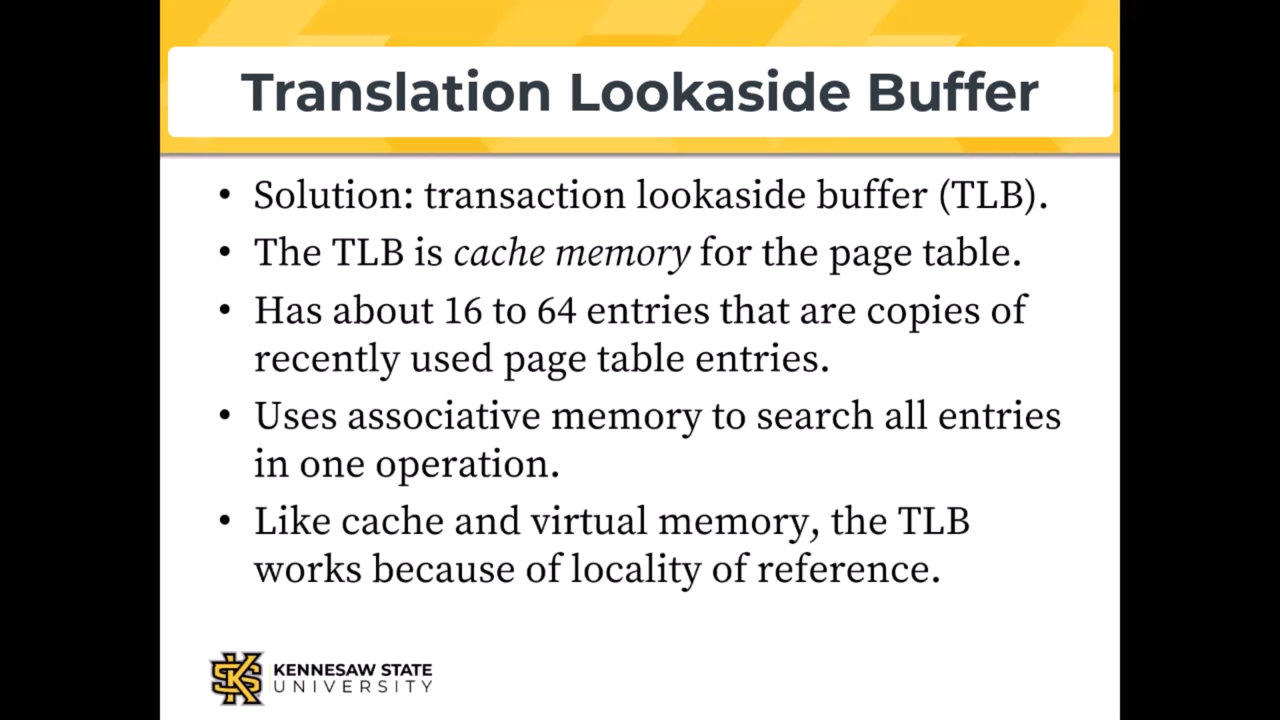 Translation Lookaside Buffer
• Solution: transaction lookaside buffer (TLB).
• The TLB is cache memory for the page table.
• Has about 16 to 64 entries that are copies of
recently used page table entries.
• Uses associative memory to search all entries
in one operation.
• Like cache and virtual memory, the TLB
works because of locality of reference.
KENNESAW STATE
UNIVERSITY